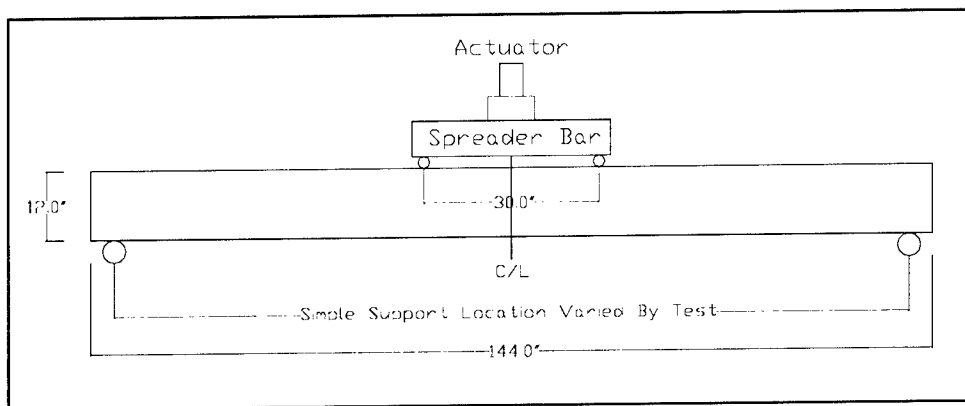 Actuator
Spreader Bar
12.0"
30.0"
C/L
Simple Support Location Varied By Test
144.0"